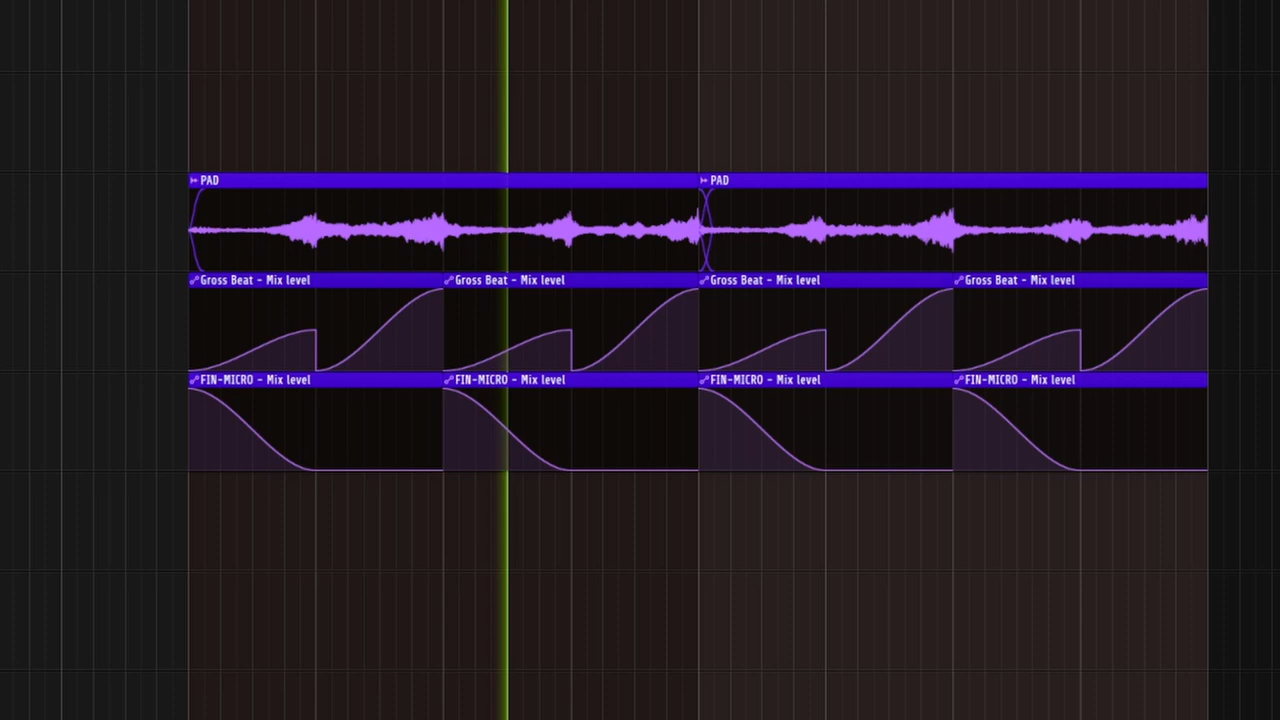 PAD PAD
Gross Beat - Mix level Gross Beat - Mix level Gross Beat - Mix level Gross Beat - Mix level
FIN-MICRO - Mix level FIN-MICRO - Mix level FIN-MICRO - Mix level FIN-MICRO - Mix level